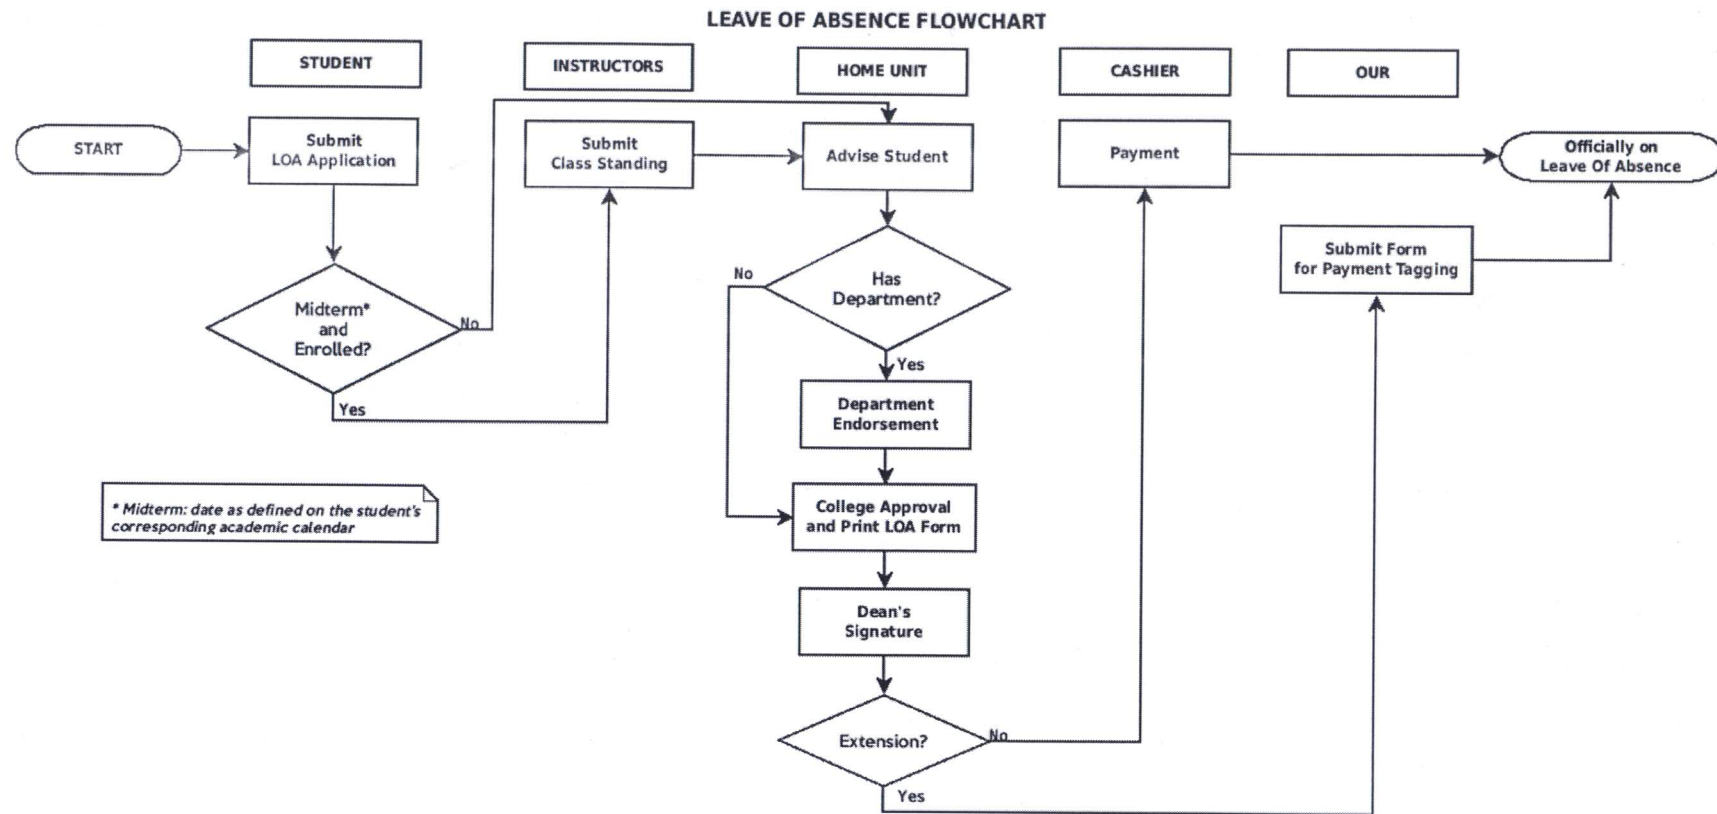 LEAVE OF ABSENCE FLOWCHART
STUDENT
INSTRUCTORS
HOME UNIT
CASHIER
OUR
START
Submit
LOA Application
Submit
Class Standing
Advise Student
Payment
Officially on
Leave Of Absence
Submit Form
for Payment Tagging
Midterm*
and
Enrolled?
No
Yes
Has
Department?
No
Yes
Department
Endorsement
College Approval
and Print LOA Form
Dean's
Signature
Extension?
No
Yes
* Midterm: date as defined on the student's
corresponding academic calendar